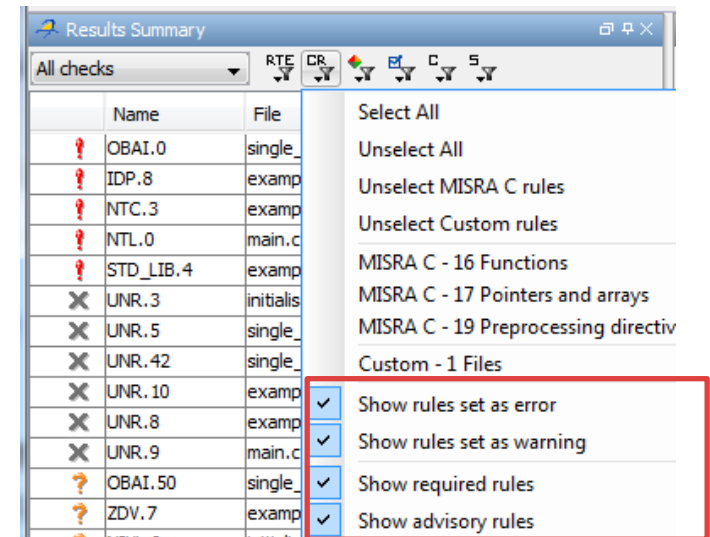 Results Summary
All checks RTE CR C S
Name File
OBAI.0 single_
IDP.8 examp
NTC.3 examp
NTL.0 main.c
STD_LIB.4 examp
UNR.3 initialis
UNR.5 single_
UNR.42 single_
UNR.10 examp
UNR.8 examp
UNR.9 main.c
OBAI.50 single_
ZDV.7 examp
Select All
Unselect All
Unselect MISRA C rules
Unselect Custom rules
MISRA C - 16 Functions
MISRA C - 17 Pointers and arrays
MISRA C - 19 Preprocessing directiv
Custom - 1 Files
Show rules set as error
Show rules set as warning
Show required rules
Show advisory rules